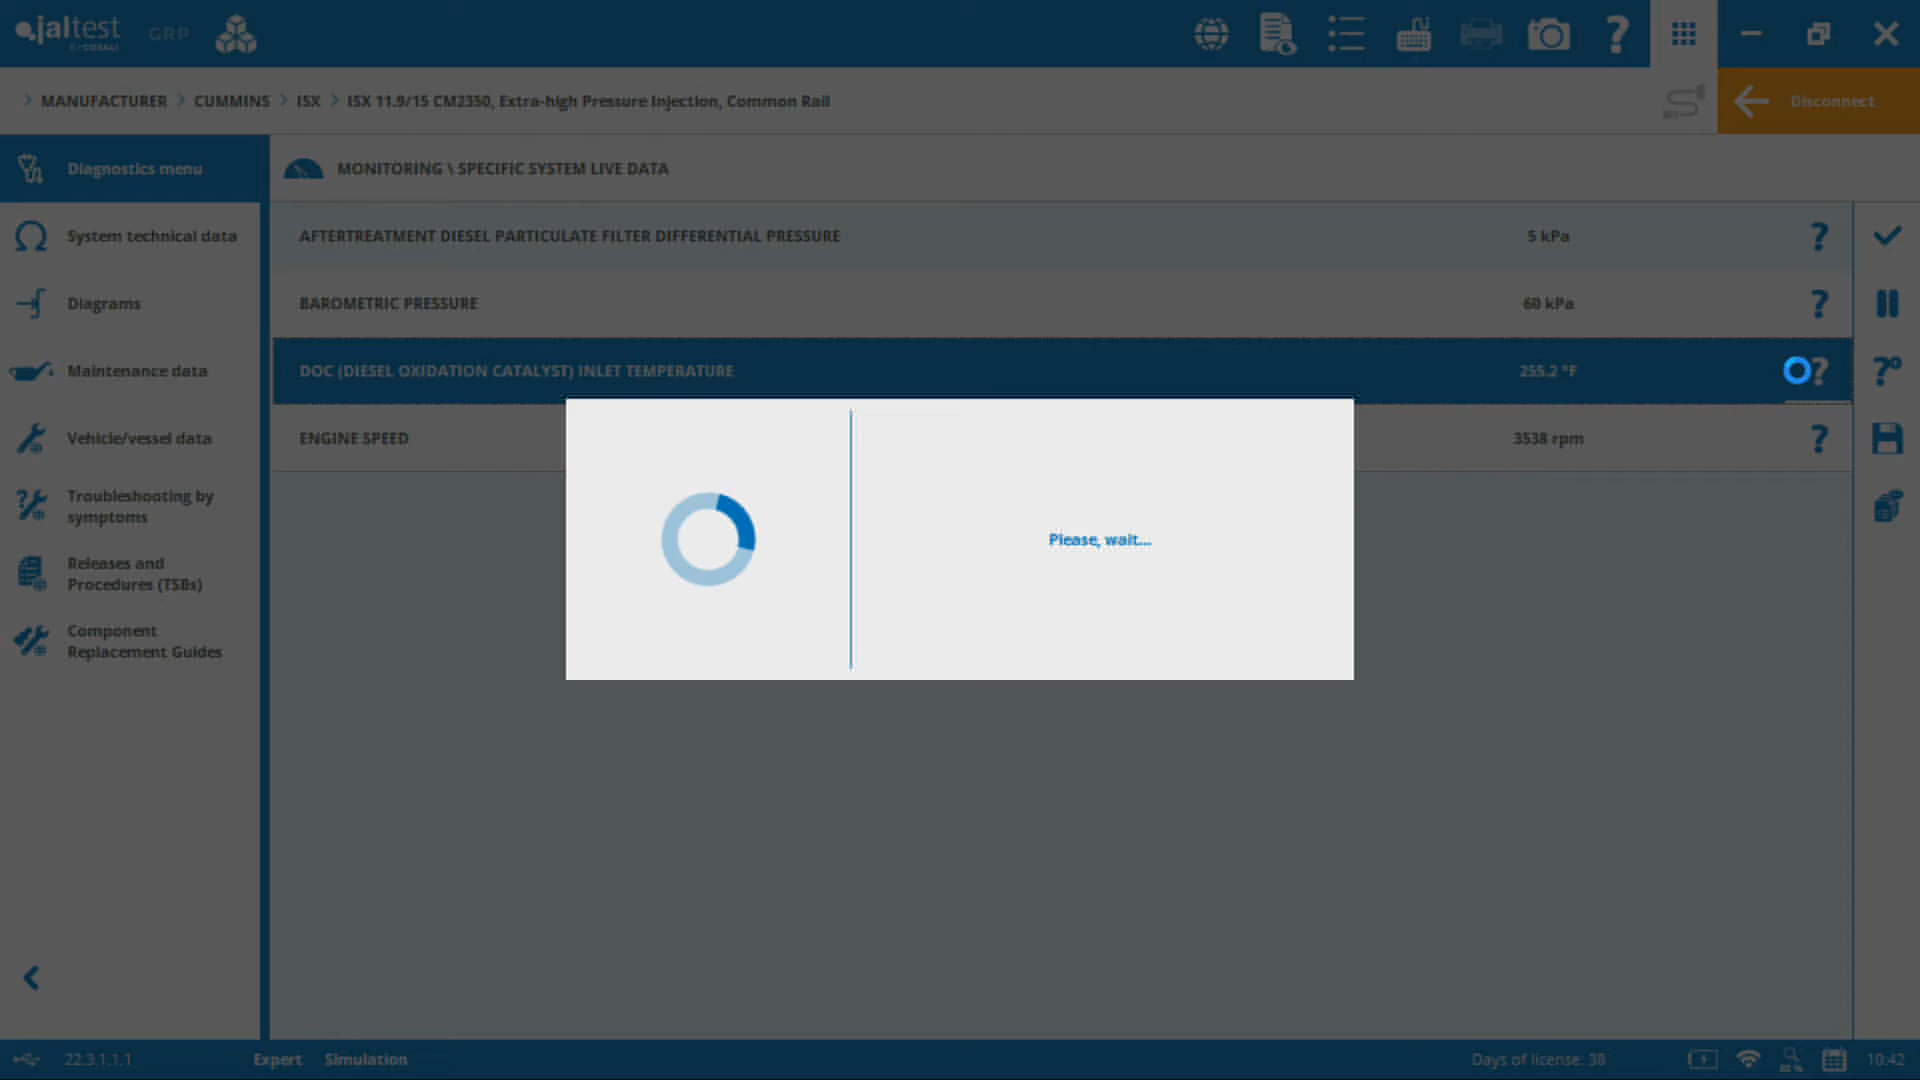 jaltest
GRP
MANUFACTURER > CUMMINS > ISX > ISX 11.9/15 CM2350, Extra-high Pressure Injection, Common Rail
Disconnect
Diagnostics menu
System technical data
Diagrams
Maintenance data
Vehicle/vessel data
Troubleshooting by
symptoms
Releases and
Procedures (TSBs)
Component
Replacement Guides
MONITORING \ SPECIFIC SYSTEM LIVE DATA
AFTERTREATMENT DIESEL PARTICULATE FILTER DIFFERENTIAL PRESSURE 5 kPa ?
BAROMETRIC PRESSURE 60 kPa ?
DOC (DIESEL OXIDATION CATALYST) INLET TEMPERATURE 255.2 °F ?
ENGINE SPEED 3538 rpm ?
Please, wait...
22.3.1.1.1 Expert Simulation Days of license: 38 10:42